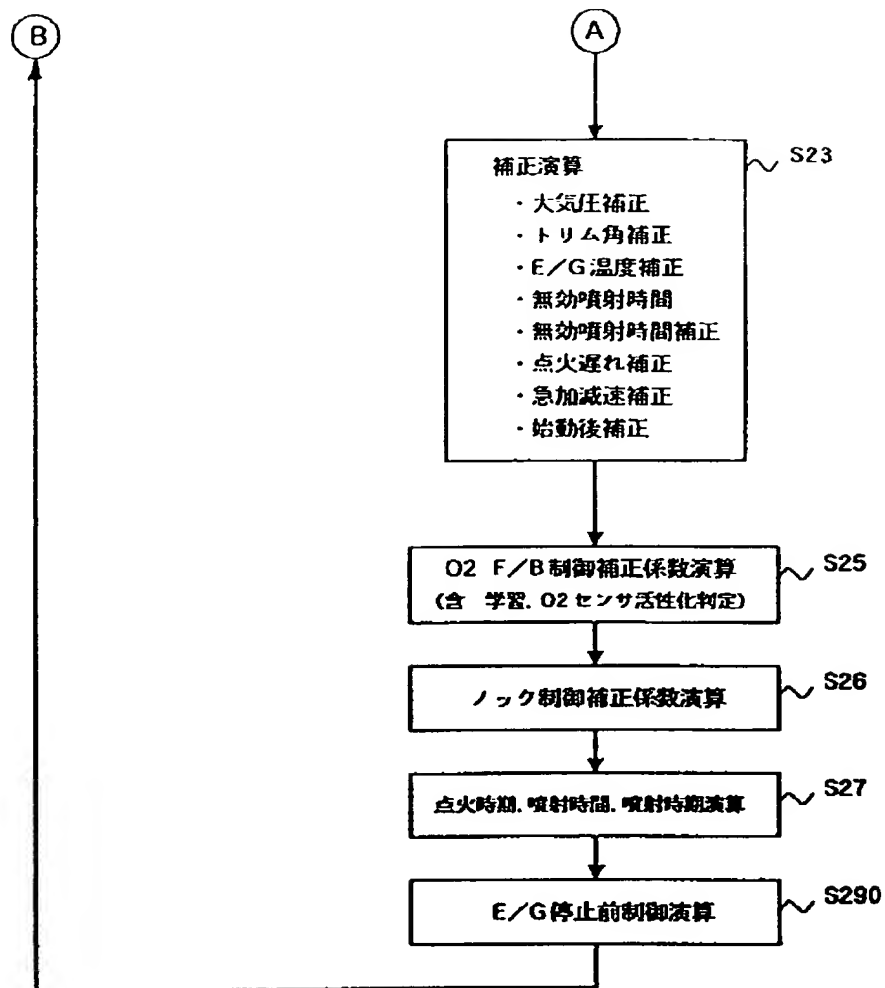 B
A
補正演算
S23
・大気圧補正
・トリム角補正
・E/G温度補正
・無効噴射時間
・無効噴射時間補正
・点火遅れ補正
・急加減速補正
・始動後補正
O2 F/B制御補正係数演算
S25
(含 学習.O2センサ活性化判定)
ノック制御補正係数演算
S26
点火時期.噴射時間.噴射時期演算
S27
E/G停止前制御演算
S290